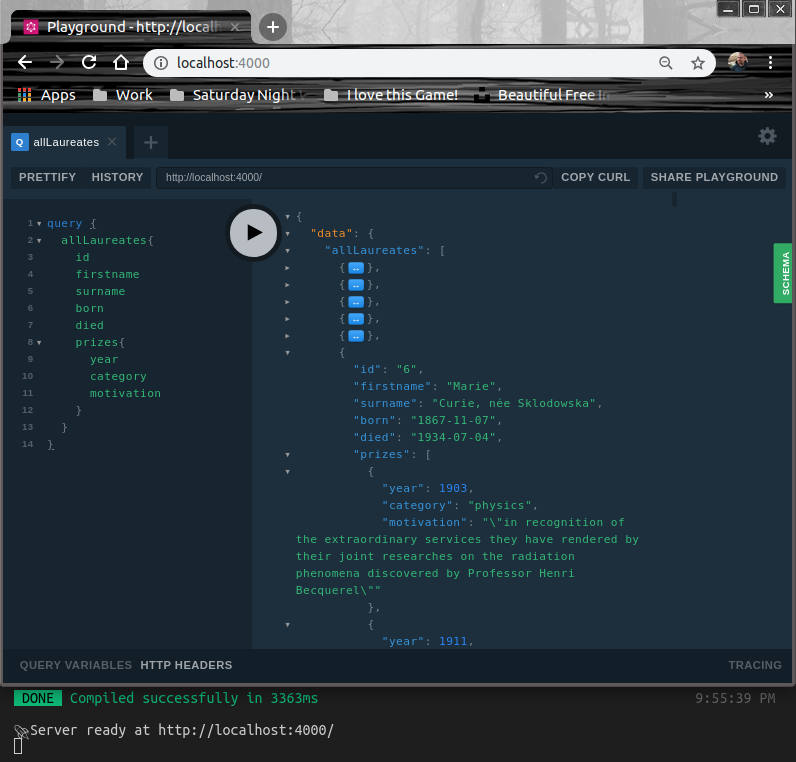 Playground - http://local
localhost:4000
Apps Work Saturday Night I love this Game! Beautiful Free
»
Q allLaureates
PRETTIFY HISTORY http://localhost:4000/ COPY CURL SHARE PLAYGROUND
1 query {
2 allLaureates{
3 id
4 firstname
5 surname
6 born
7 died
8 prizes{
9 year
10 category
11 motivation
12 }
13 }
14 }
{
"data": {
"allLaureates": [
{↔},
{↔},
{↔},
{↔},
{↔},
{
"id": "6",
"firstname": "Marie",
"surname": "Curie, née Sklodowska",
"born": "1867-11-07",
"died": "1934-07-04",
"prizes": [
{
"year": 1903,
"category": "physics",
"motivation": "\"in recognition of
the extraordinary services they have rendered by
their joint researches on the radiation
phenomena discovered by Professor Henri
Becquerel\""
},
{
"year": 1911,
SCHEMA
QUERY VARIABLES HTTP HEADERS TRACING
DONE Compiled successfully in 3363ms 9:55:39 PM
Server ready at http://localhost:4000/